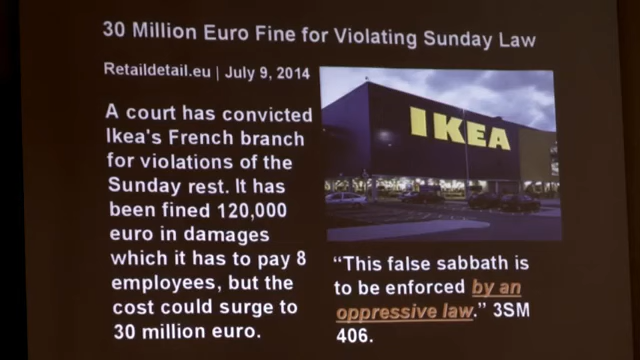 30 Million Euro Fine for Violating Sunday Law
Retaildetail.eu | July 9, 2014
A court has convicted
Ikea's French branch
for violations of the
Sunday rest. It has
been fined 120,000
euro in damages
which it has to pay 8
employees, but the
cost could surge to
30 million euro.
IKEA
“This false sabbath is
to be enforced by an
oppressive law.” 3SM
406.